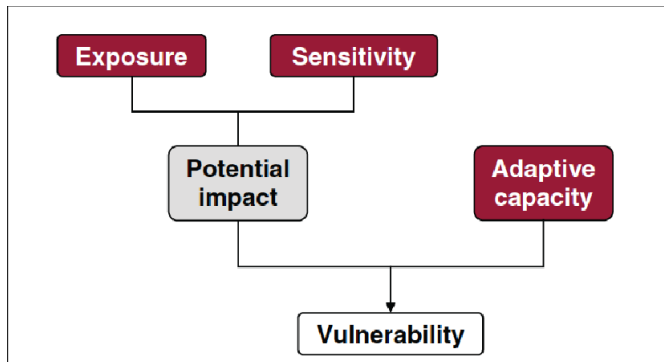 Exposure
Sensitivity
Potential
impact
Adaptive
capacity
Vulnerability